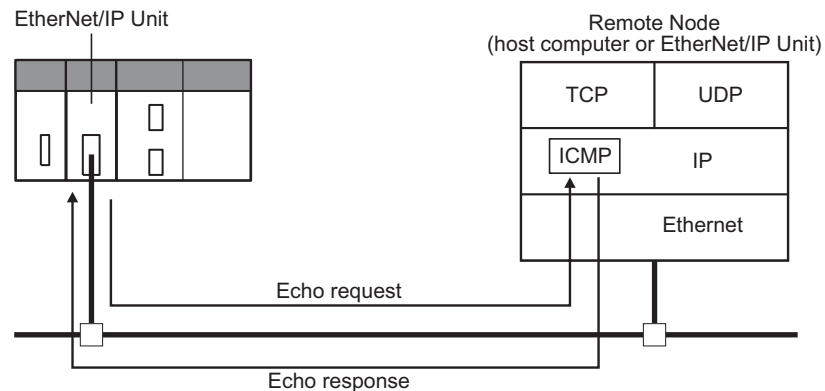 EtherNet/IP Unit
Remote Node
(host computer or EtherNet/IP Unit)
TCP
UDP
ICMP
IP
Ethernet
Echo request
Echo response